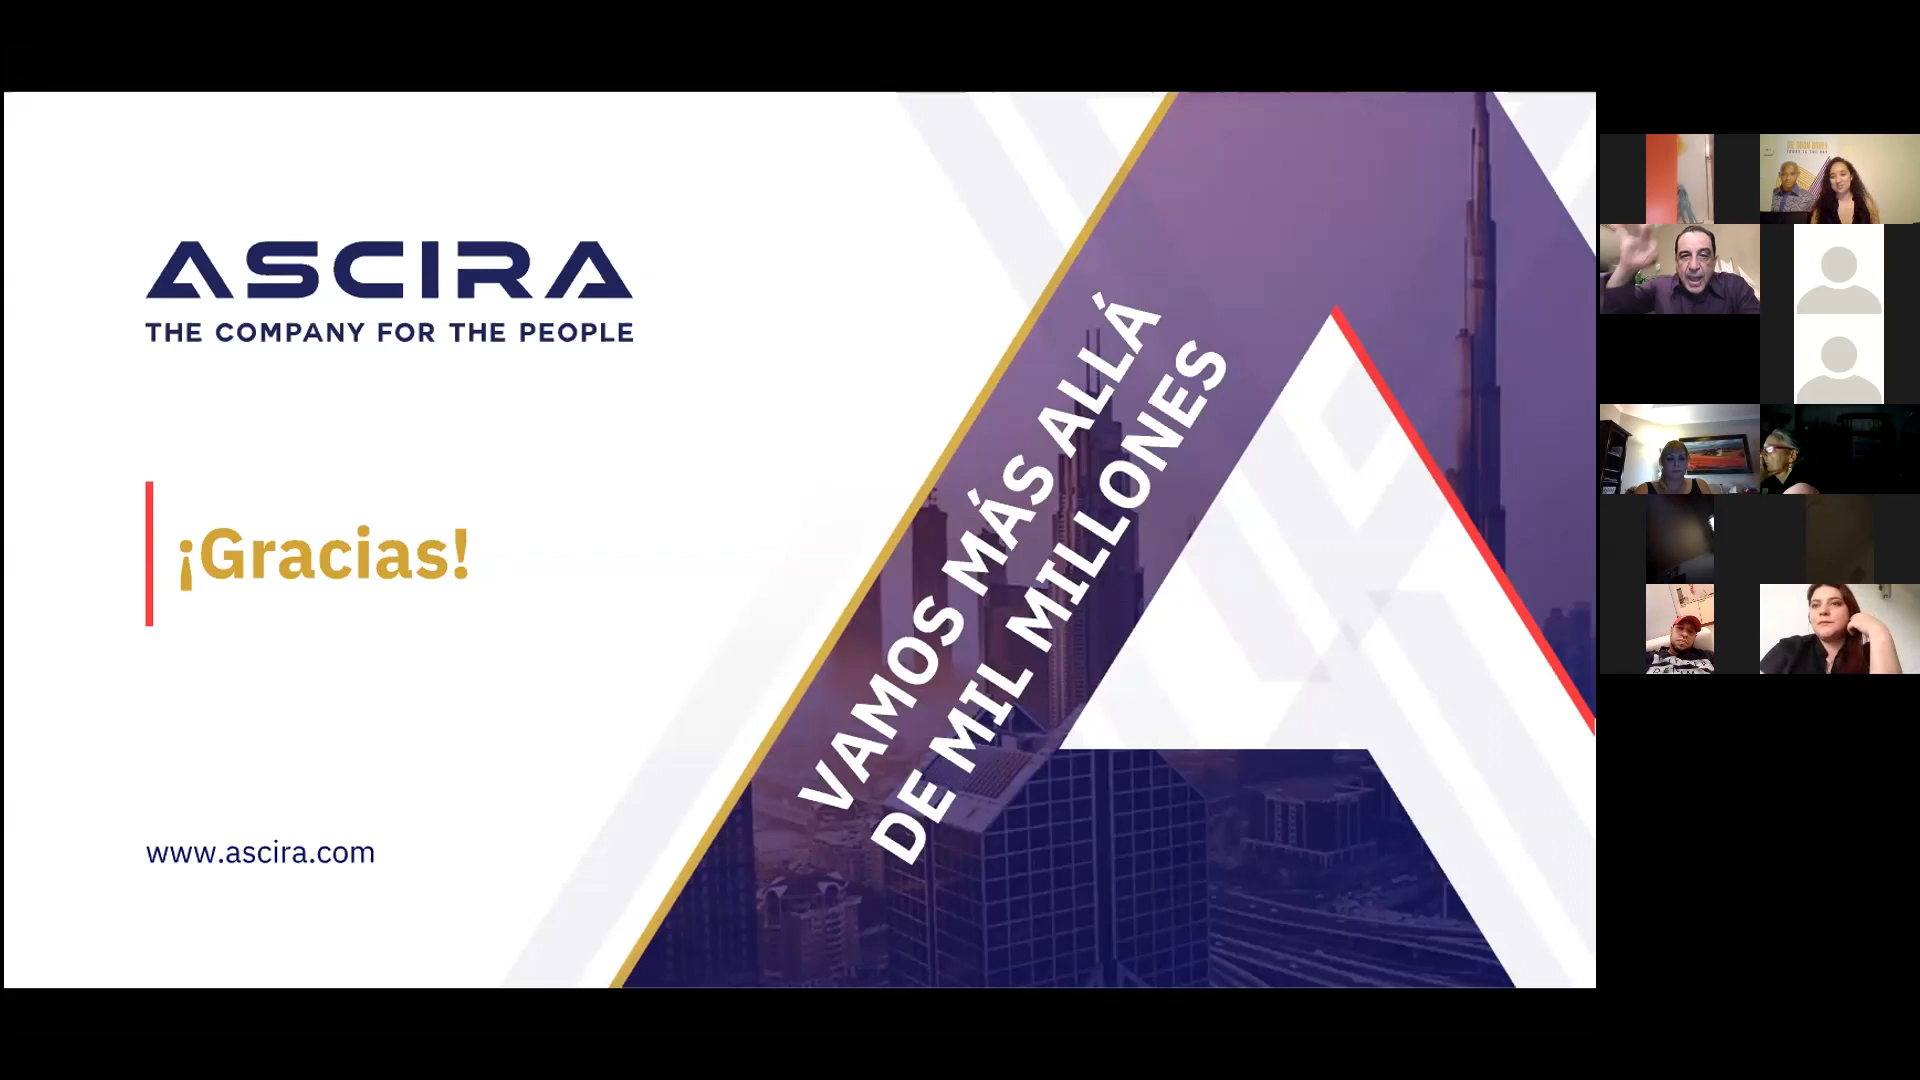 ASCIRA
THE COMPANY FOR THE PEOPLE
¡Gracias!
www.ascira.com
VAMOS MÁS ALLÁ
DE MIL MILLONES